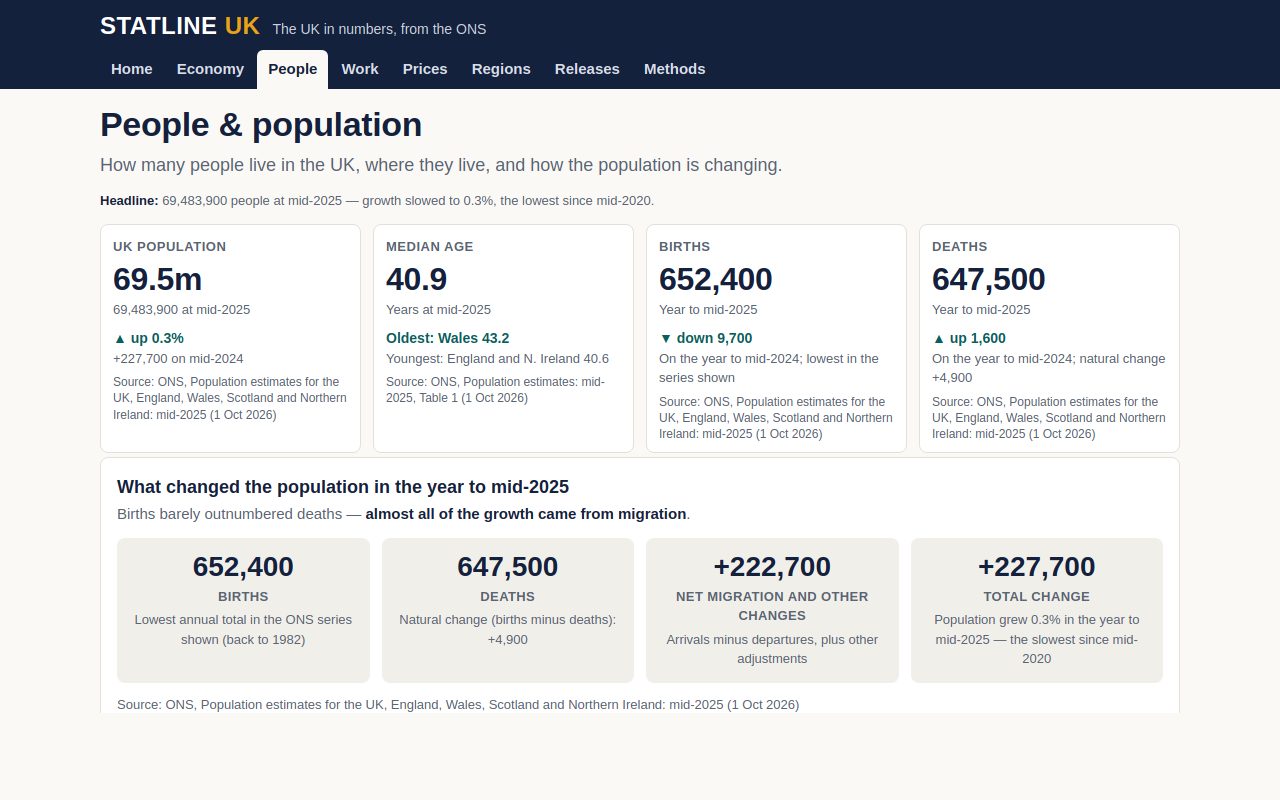 STATLINE UK
The UK in numbers, from the ONS
Home Economy People Work Prices Regions Releases Methods
People & population
How many people live in the UK, where they live, and how the population is changing.
Headline: 69,483,900 people at mid-2025 — growth slowed to 0.3%, the lowest since mid-2020.
UK POPULATION
69.5m
69,483,900 at mid-2025
▲ up 0.3%
+227,700 on mid-2024
Source: ONS, Population estimates for the
UK, England, Wales, Scotland and Northern
Ireland: mid-2025 (1 Oct 2026)
MEDIAN AGE
40.9
Years at mid-2025
Oldest: Wales 43.2
Youngest: England and N. Ireland 40.6
Source: ONS, Population estimates: mid-
2025, Table 1 (1 Oct 2026)
BIRTHS
652,400
Year to mid-2025
▼ down 9,700
On the year to mid-2024; lowest in the
series shown
Source: ONS, Population estimates for the
UK, England, Wales, Scotland and Northern
Ireland: mid-2025 (1 Oct 2026)
DEATHS
647,500
Year to mid-2025
▲ up 1,600
On the year to mid-2024; natural change
+4,900
Source: ONS, Population estimates for the
UK, England, Wales, Scotland and Northern
Ireland: mid-2025 (1 Oct 2026)
What changed the population in the year to mid-2025
Births barely outnumbered deaths — almost all of the growth came from migration.
652,400
BIRTHS
Lowest annual total in the ONS series
shown (back to 1982)
647,500
DEATHS
Natural change (births minus deaths):
+4,900
+222,700
NET MIGRATION AND OTHER
CHANGES
Arrivals minus departures, plus other
adjustments
+227,700
TOTAL CHANGE
Population grew 0.3% in the year to
mid-2025 — the slowest since mid-
2020
Source: ONS, Population estimates for the UK, England, Wales, Scotland and Northern Ireland: mid-2025 (1 Oct 2026)